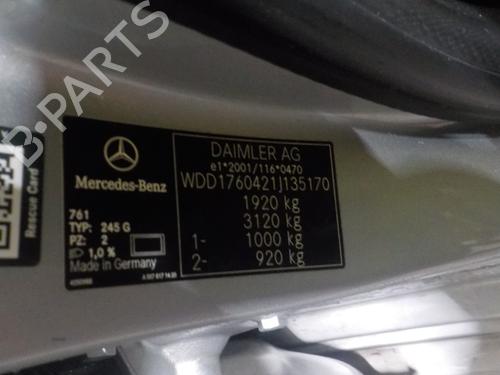 Rescue Card
Mercedes-Benz
761
TYP: 245 G
PZ: 2
1,0 %
Made in Germany
DAIMLER AG
e1*2001/116*0470
WDD1760421J135170
1920 kg
3120 kg
1- 1000 kg
2- 920 kg